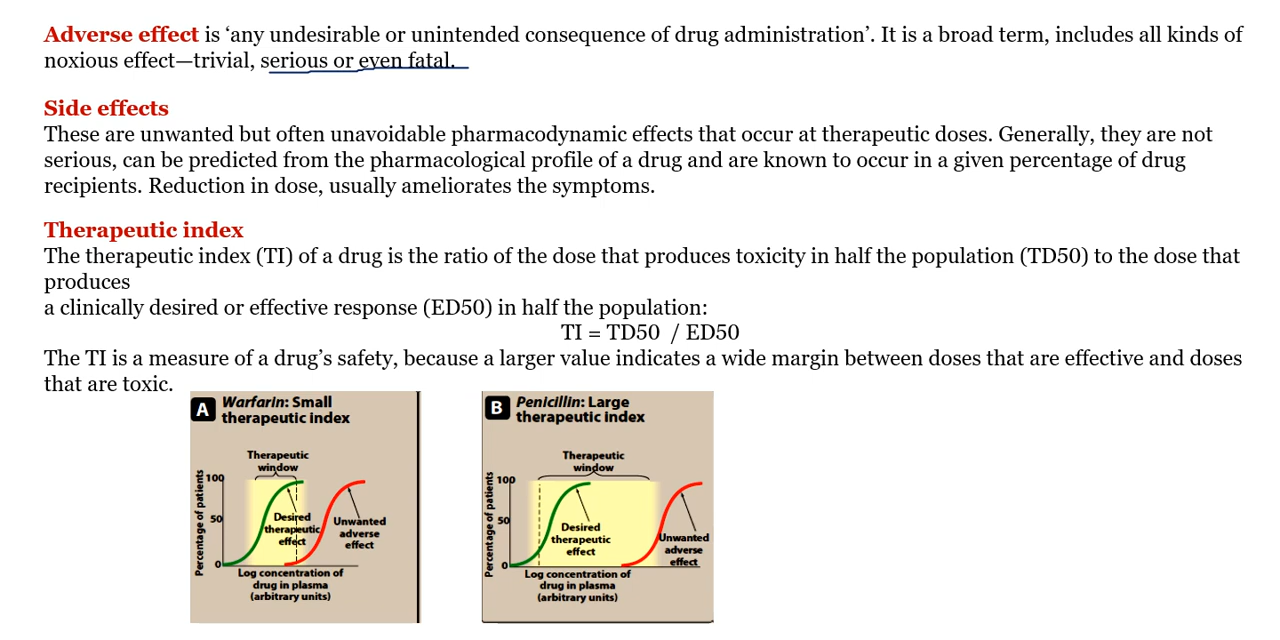 Adverse effect is ‘any undesirable or unintended consequence of drug administration’. It is a broad term, includes all kinds of
noxious effect—trivial, serious or even fatal.
Side effects
These are unwanted but often unavoidable pharmacodynamic effects that occur at therapeutic doses. Generally, they are not
serious, can be predicted from the pharmacological profile of a drug and are known to occur in a given percentage of drug
recipients. Reduction in dose, usually ameliorates the symptoms.
Therapeutic index
The therapeutic index (TI) of a drug is the ratio of the dose that produces toxicity in half the population (TD50) to the dose that
produces
a clinically desired or effective response (ED50) in half the population:
TI = TD50 / ED50
The TI is a measure of a drug’s safety, because a larger value indicates a wide margin between doses that are effective and doses
that are toxic.
A Warfarin: Small
therapeutic index
Therapeutic
window
Percentage of patients
100
50
0
Desired
therapeutic
effect
Unwanted
adverse
effect
Log concentration of
drug in plasma
(arbitrary units)
B Penicillin: Large
therapeutic index
Therapeutic
window
Percentage of patients
100
50
0
Desired
therapeutic
effect
Unwanted
adverse
effect
Log concentration of
drug in plasma
(arbitrary units)